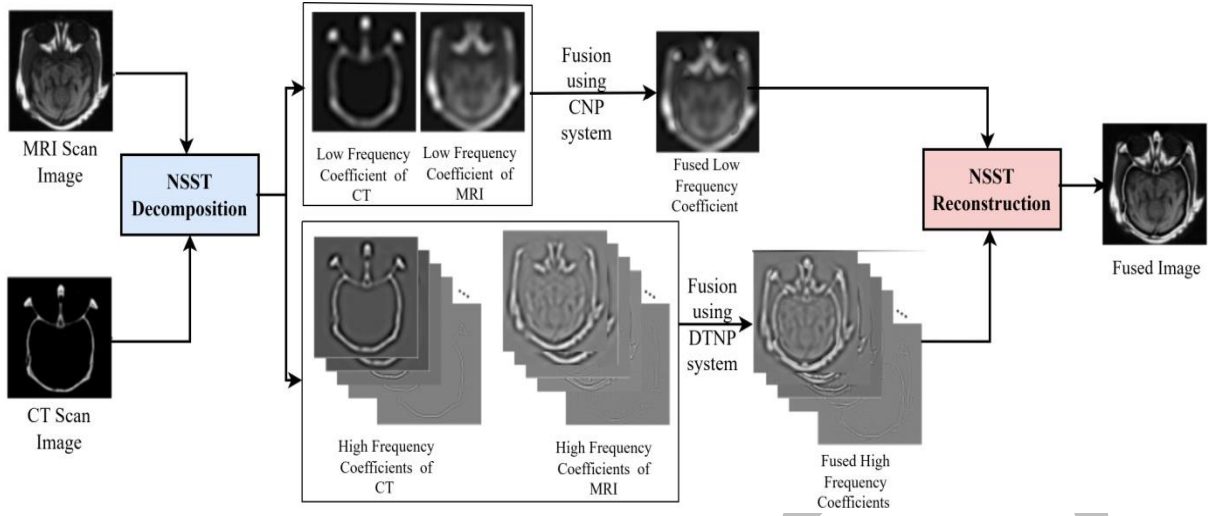 MRI Scan
Image
NSST
Decomposition
CT Scan
Image
Low Frequency
Coefficient of
CT
Low Frequency
Coefficient of
MRI
Fusion
using
CNP
system
Fused Low
Frequency
Coefficient
High Frequency
Coefficients of
CT
High Frequency
Coefficients of
MRI
Fusion
using
DTNP
system
Fused High
Frequency
Coefficients
NSST
Reconstruction
Fused Image